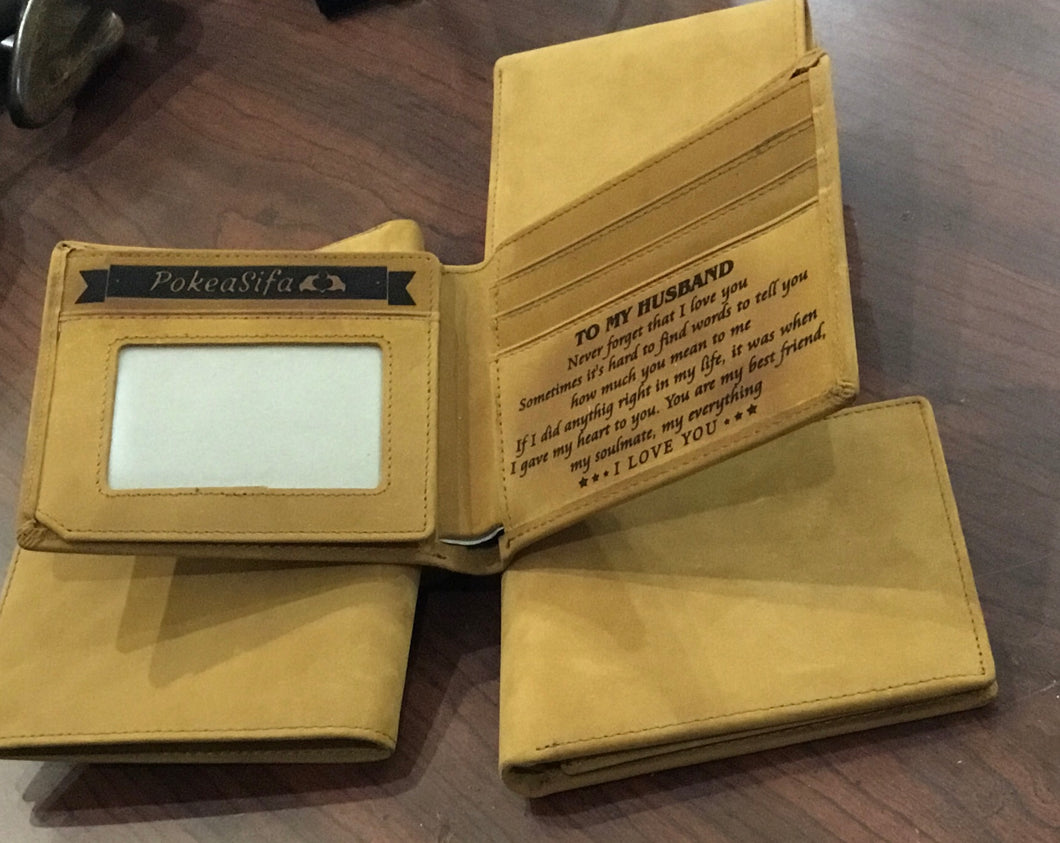 PokeaSifa
TO MY HUSBAND
Never forget that I love you
Sometimes it's hard to find words to tell you
how much you mean to me
If I did anythig right in my life, it was when
I gave my heart to you. You are my best friend,
my soulmate, my everything
★★★ I LOVE YOU ★★★